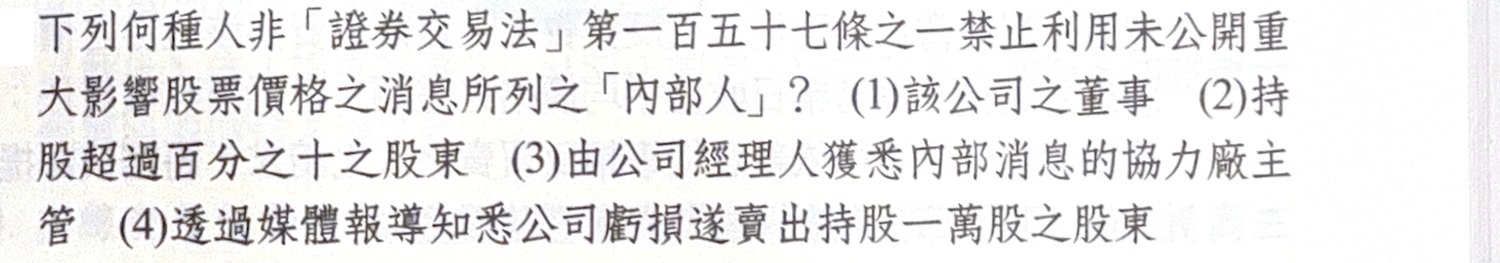 下列何種人非「證券交易法」第一百五十七條之一禁止利用未公開重
大影響股票價格之消息所列之「內部人」? (1)該公司之董事 (2)持
股超過百分之十之股東 (3)由公司經理人獲悉內部消息的協力廠主
管 (4)透過媒體報導知悉公司虧損遂賣出持股一萬股之股東